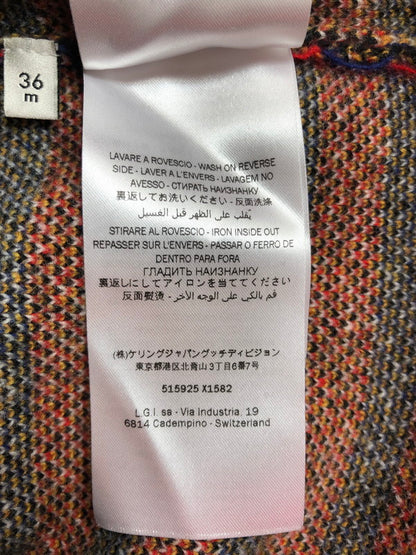 36
m
LAVARE A ROVESCIO - WASH ON REVERSE
SIDE - LAVER A L'ENVERS - LAVAGEM NO
AVESSO - СТИРАТЬ НАИЗНАНКУ
裏返してお洗いください - 反面洗涤
يقلب على الظهر قبل الغسيل
STIRARE AL ROVESCIO - IRON INSIDE OUT
REPASSER SUR L'ENVERS - PASSAR O FERRO DE
DENTRO PARA FORA
ГЛАДИТЬ НАИЗНАНКУ
裏返しにしてアイロンを当ててください
反面熨烫 - قم بالكي على الوجه الآخر
(株)ケリングジャパングッチディビジョン
東京都港区北青山3丁目6番7号
515925 X1582
L.G.I. sa - Via Industria, 19
6814 Cadempino - Switzerland